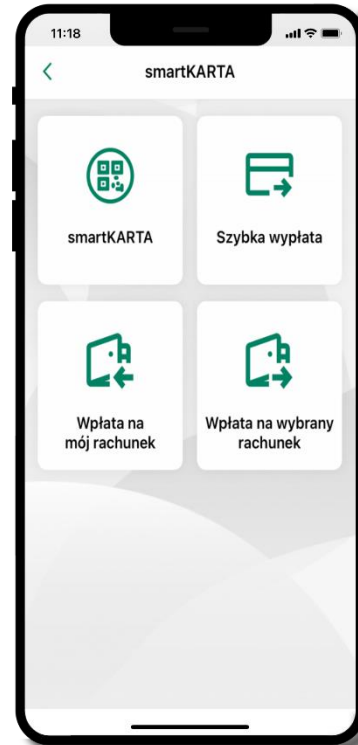 11:18
smartKARTA
smartKARTA
Szybka wypłata
Wpłata na
mój rachunek
Wpłata na wybrany
rachunek